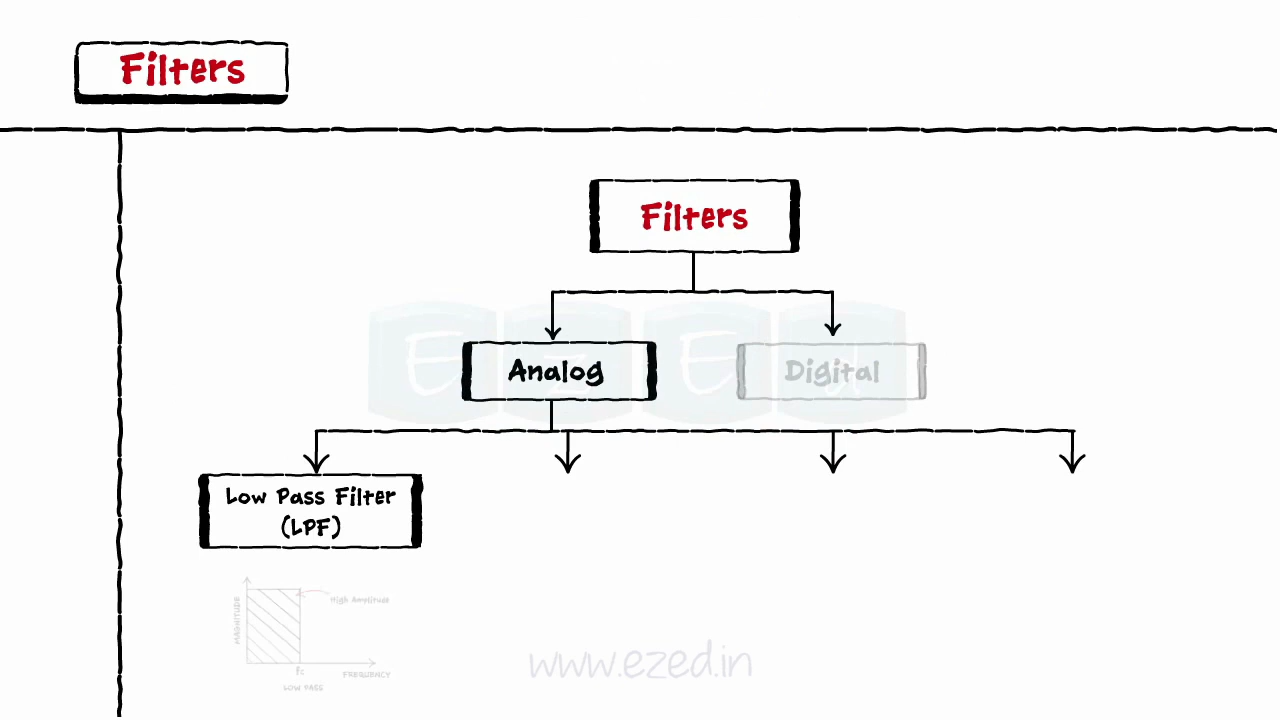 Filters
Filters
Analog
Digital
E z E d
Low Pass Filter
(LPF)
MAGNITUDE
High Amplitude
fc
FREQUENCY
LOW PASS
www.ezed.in